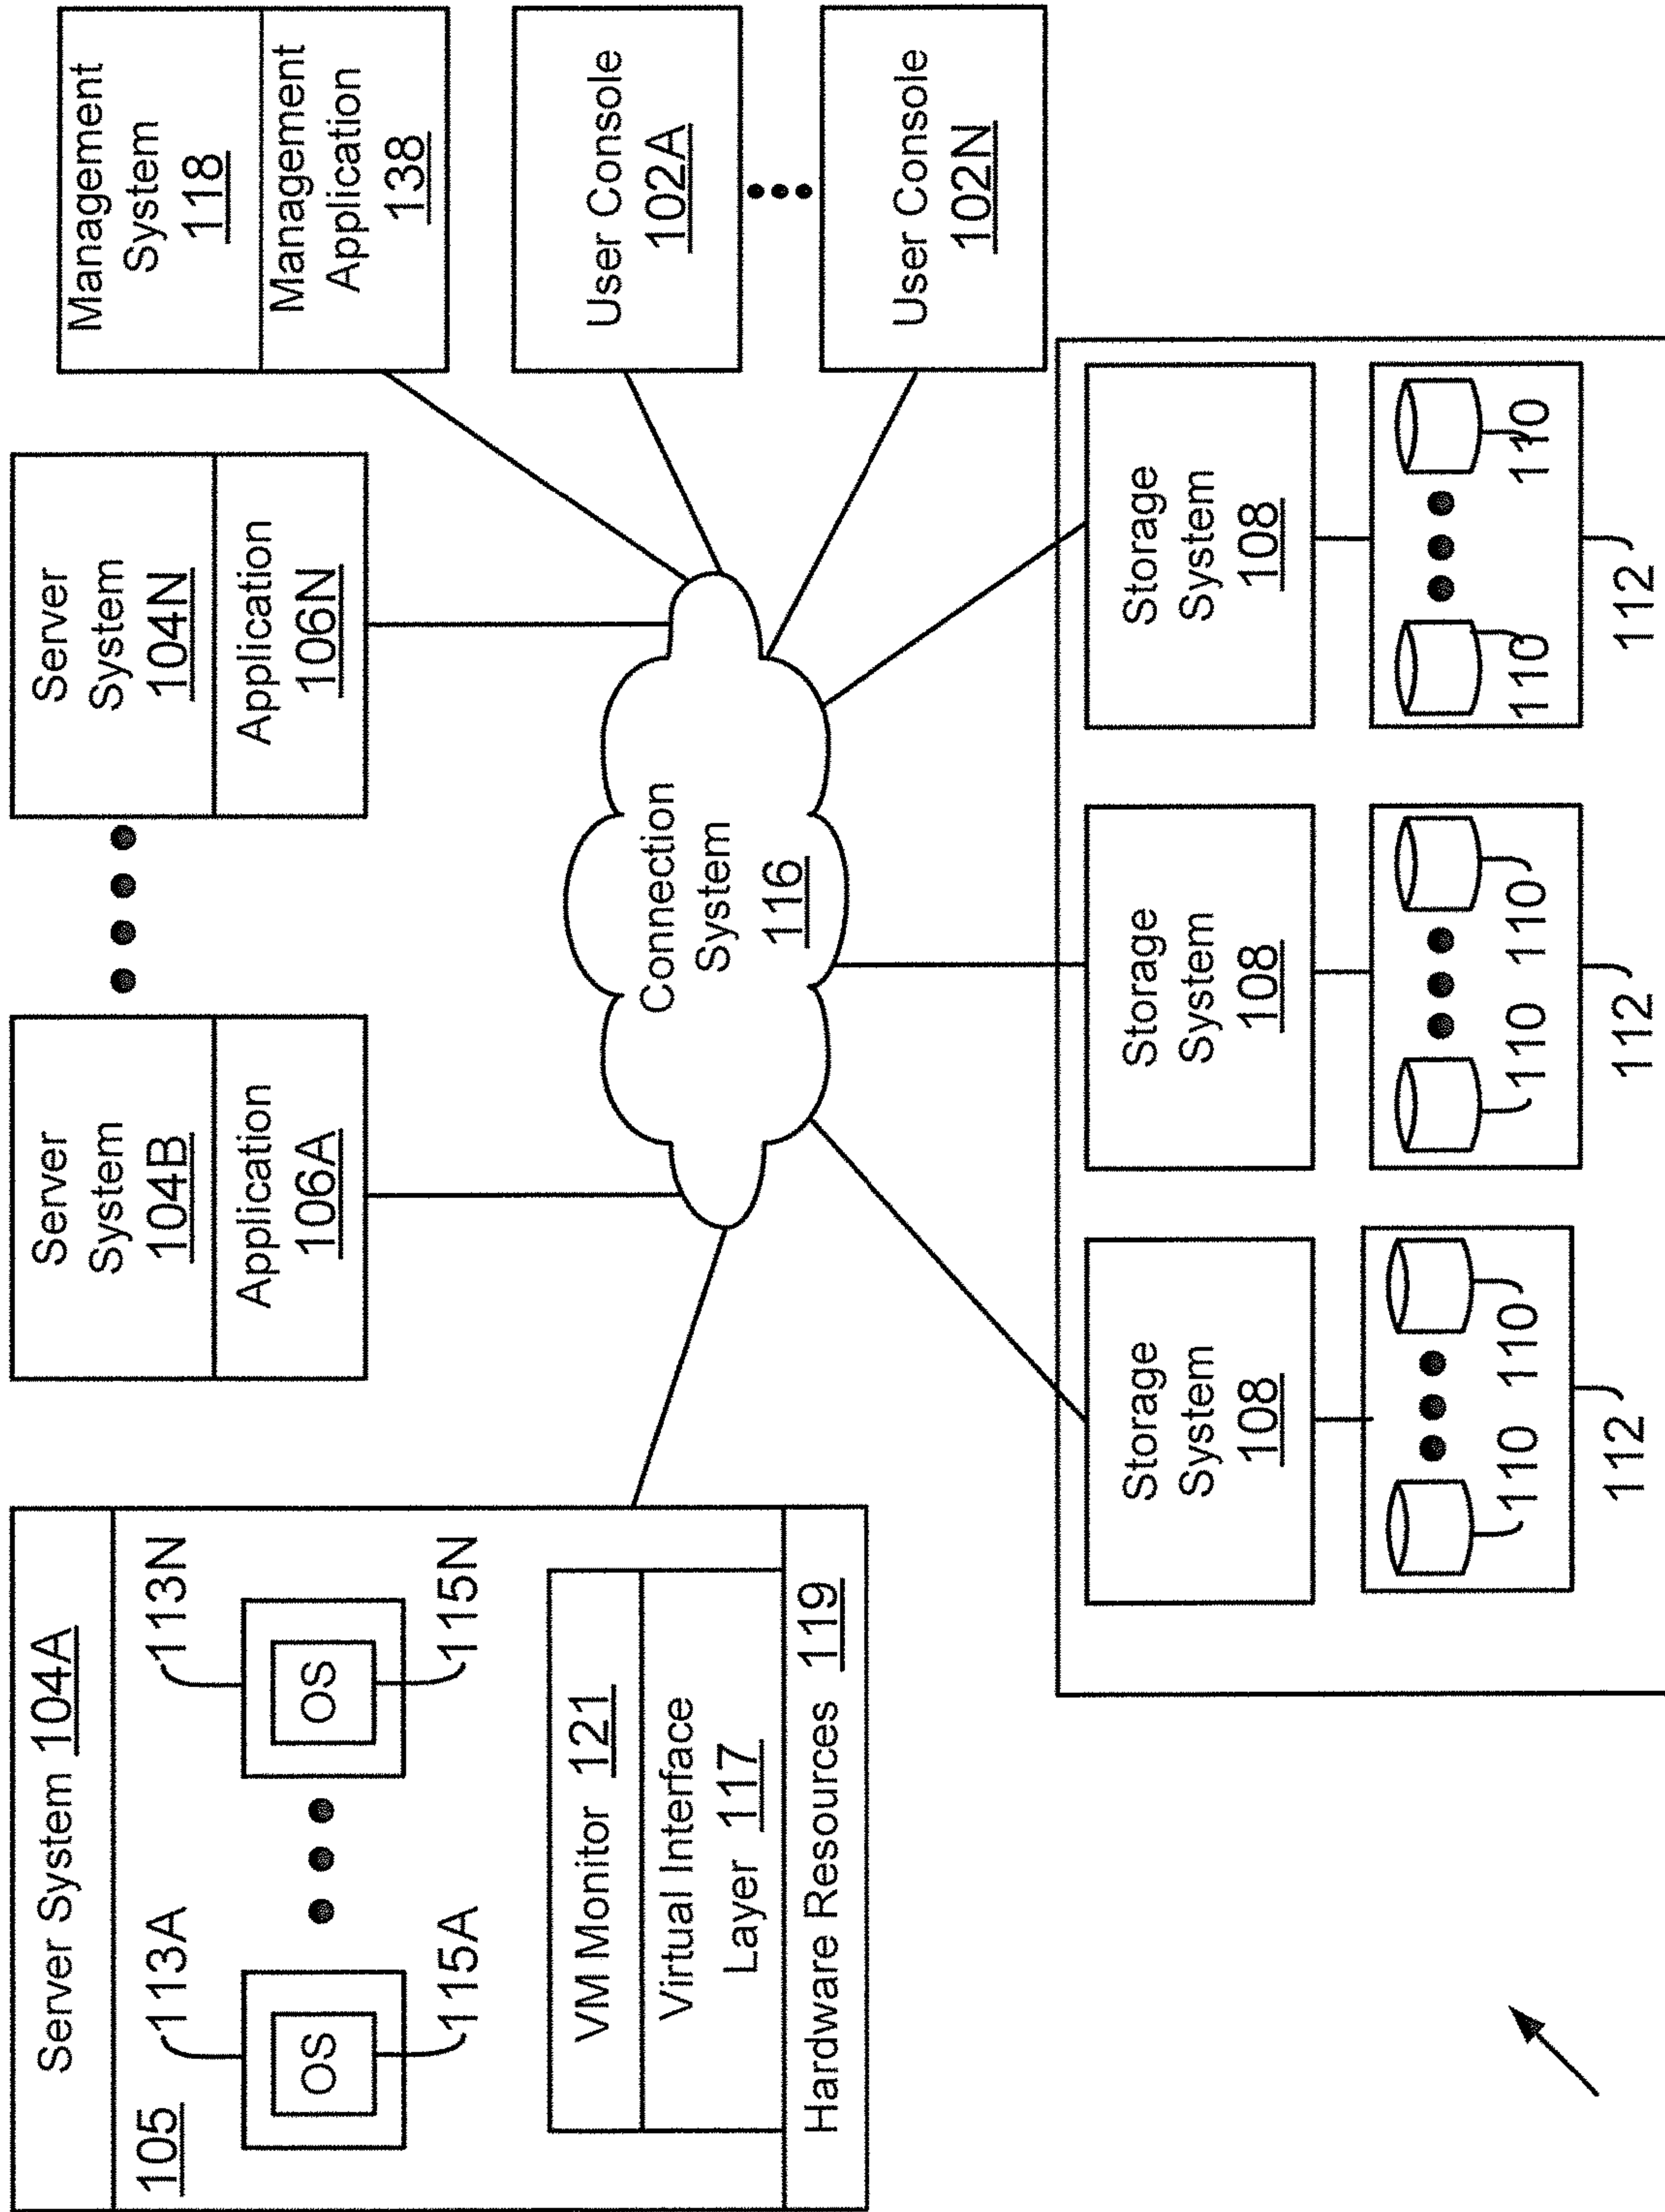 Server System 104A
105
113A
113N
OS
OS
115A
115N
VM Monitor 121
Virtual Interface
Layer 117
Hardware Resources 119
Server
System
104B
Application
106A
Server
System
104N
Application
106N
Management
System
118
Management
Application
138
User Console
102A
User Console
102N
Connection
System
116
Storage
System
108
110
110
112
Storage
System
108
110
110
112
Storage
System
108
110
110
112